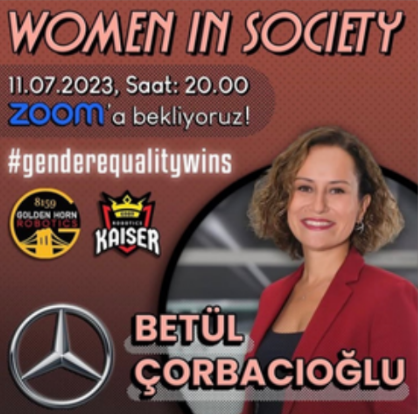 WOMEN IN SOCIETY
11.07.2023, Saat: 20.00
zoom'a bekliyoruz!
#genderequalitywins
8159
GOLDEN HORN
ROBOTICS
ROBOTICS
KAISER
BETÜL
ÇORBACIOĞLU